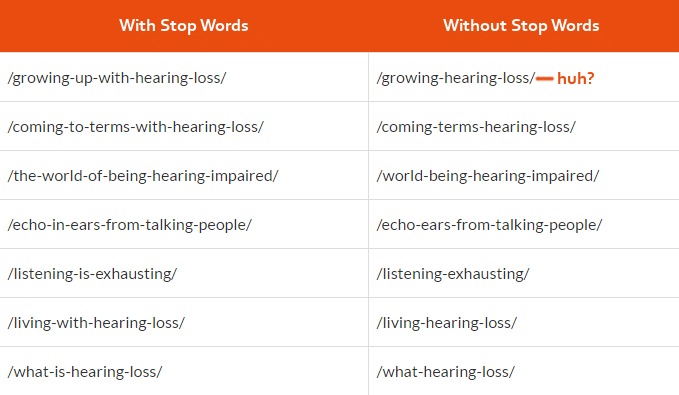 With Stop Words Without Stop Words
/growing-up-with-hearing-loss/ /growing-hearing-loss/ — huh?
/coming-to-terms-with-hearing-loss/ /coming-terms-hearing-loss/
/the-world-of-being-hearing-impaired/ /world-being-hearing-impaired/
/echo-in-ears-from-talking-people/ /echo-ears-from-talking-people/
/listening-is-exhausting/ /listening-exhausting/
/living-with-hearing-loss/ /living-hearing-loss/
/what-is-hearing-loss/ /what-hearing-loss/